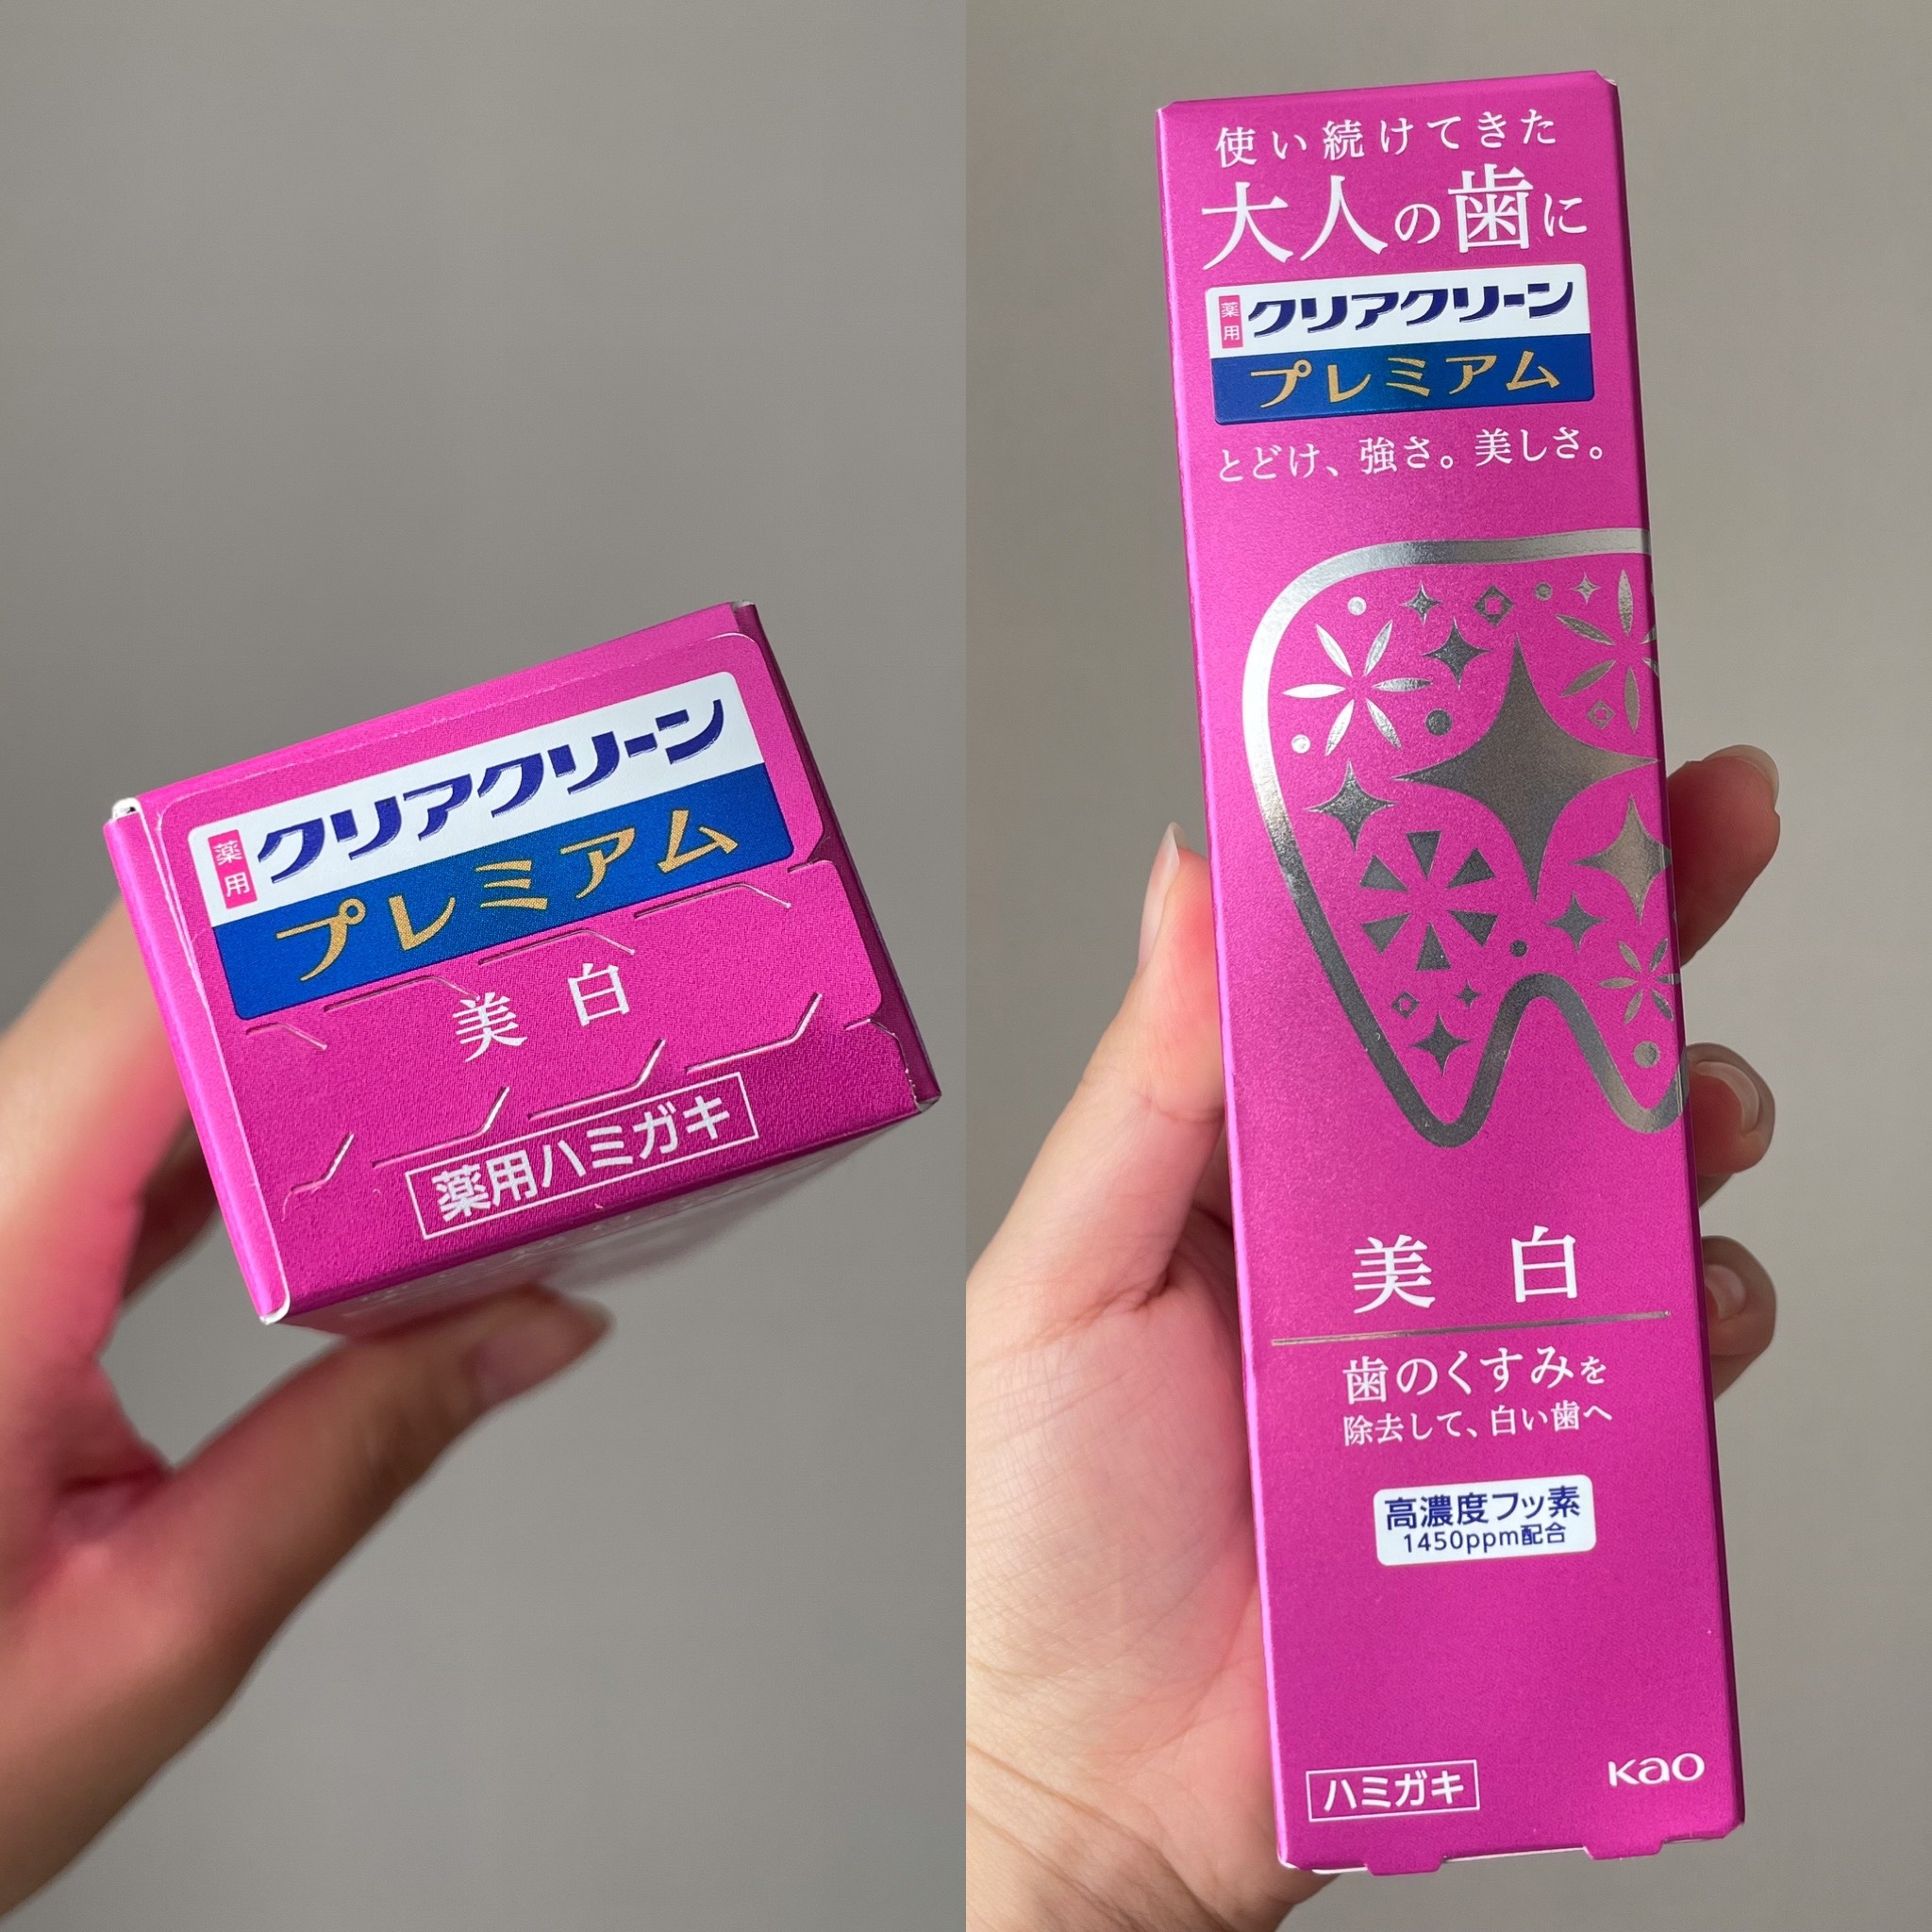 薬用
クリアクリーン
プレミアム
美白
薬用ハミガキ
使い続けてきた
大人の歯に
薬用
クリアクリーン
プレミアム
とどけ、強さ。美しさ。
美白
歯のくすみを
除去して、白い歯へ
高濃度フッ素
1450ppm配合
ハミガキ
Kao